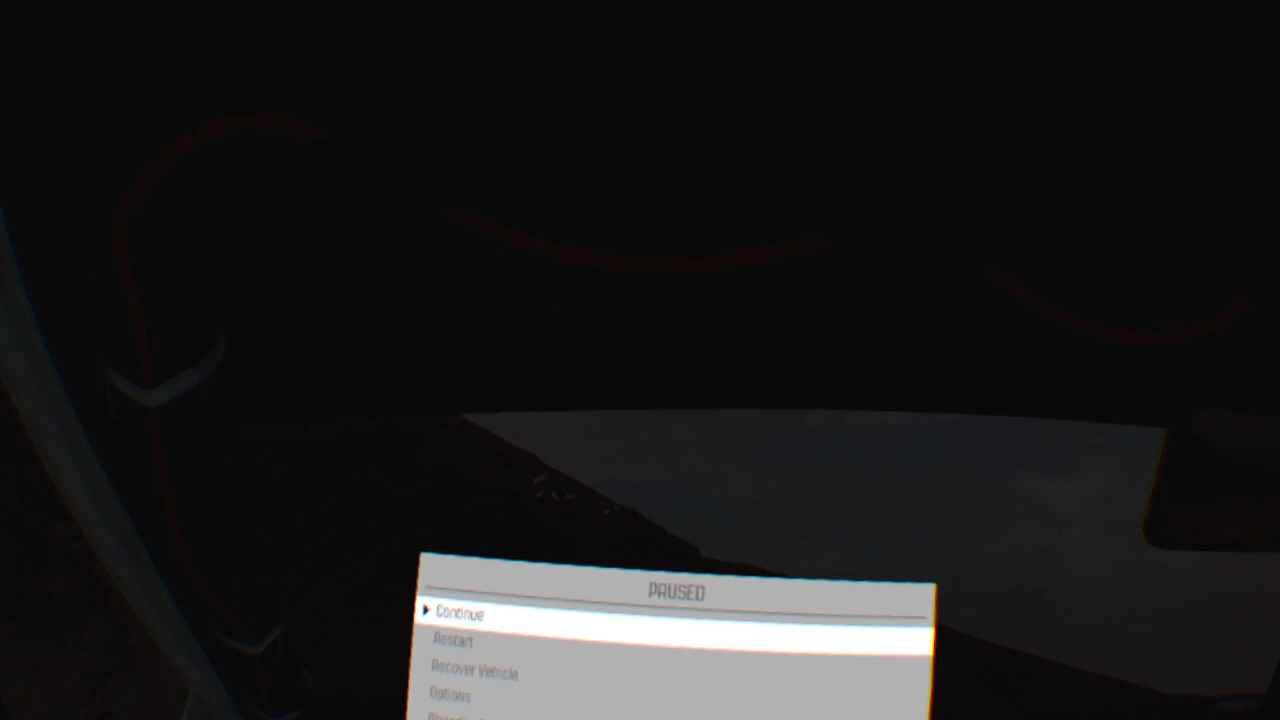 PAUSED
Continue
Restart
Recover Vehicle
Options